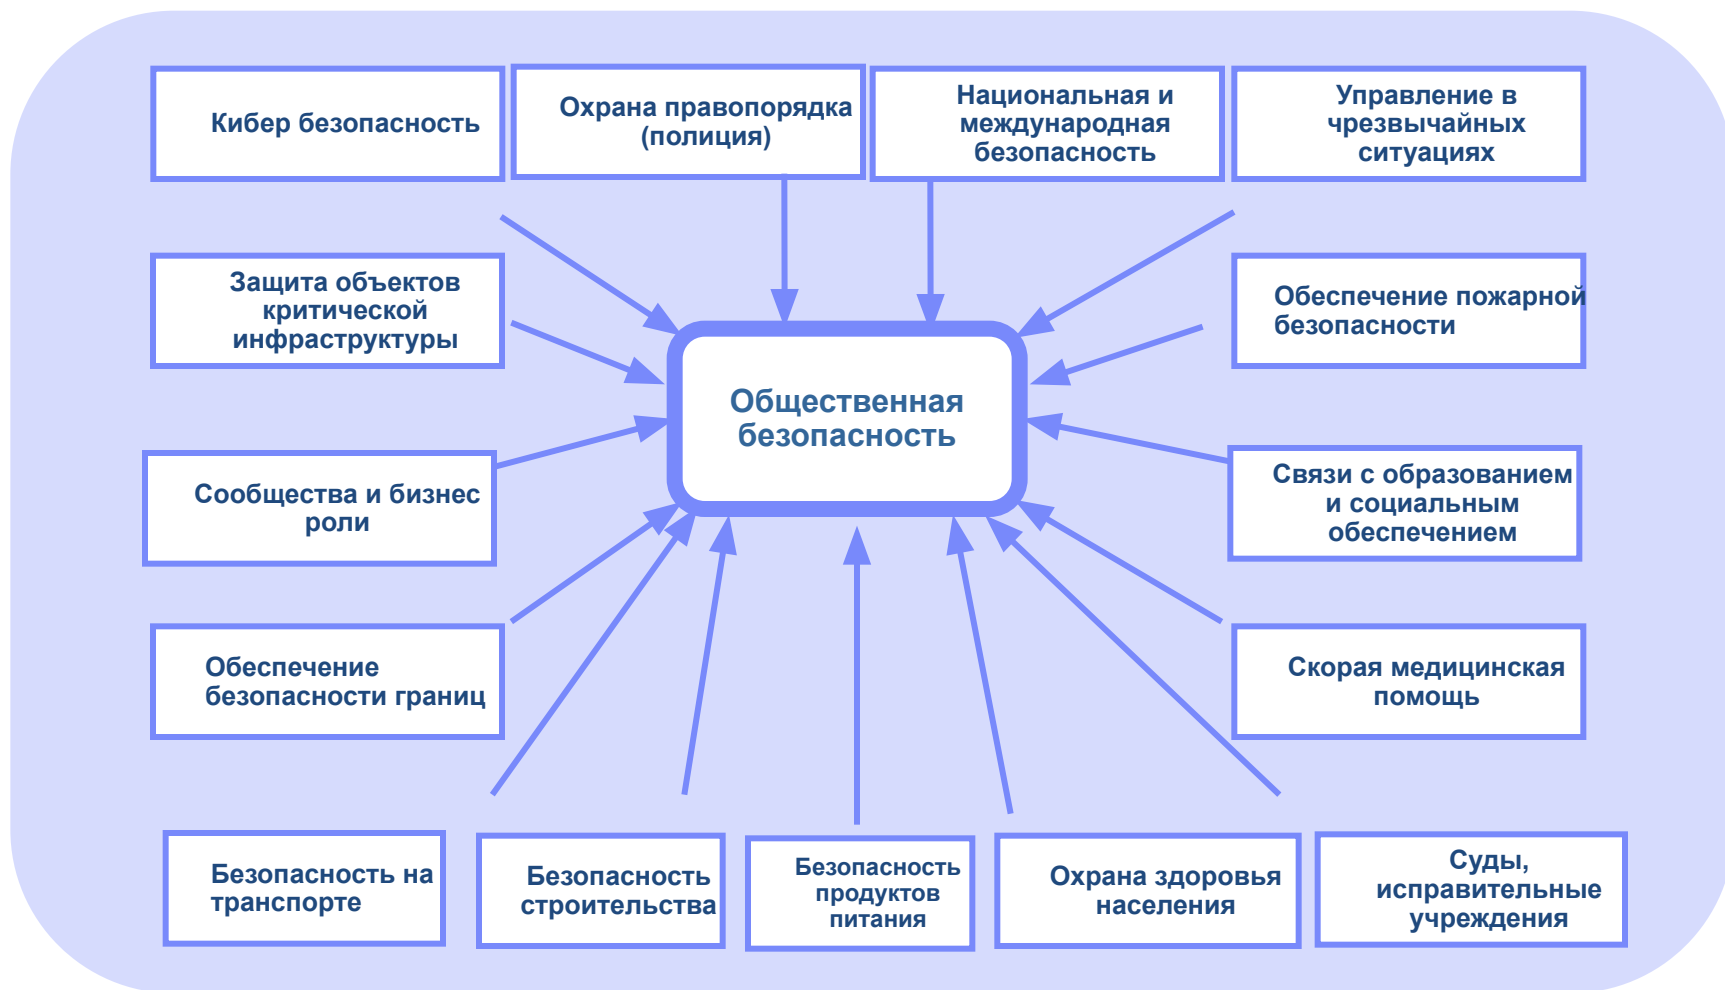 Кибер безопасность
Охрана правопорядка
(полиция)
Национальная и
международная
безопасность
Управление в
чрезвычайных
ситуациях
Защита объектов
критической
инфраструктуры
Обеспечение пожарной
безопасности
Общественная
безопасность
Сообщества и бизнес
роли
Связи с образованием
и социальным
обеспечением
Обеспечение
безопасности границ
Скорая медицинская
помощь
Безопасность на
транспорте
Безопасность
строительства
Безопасность
продуктов
питания
Охрана здоровья
населения
Суды,
исправительные
учреждения